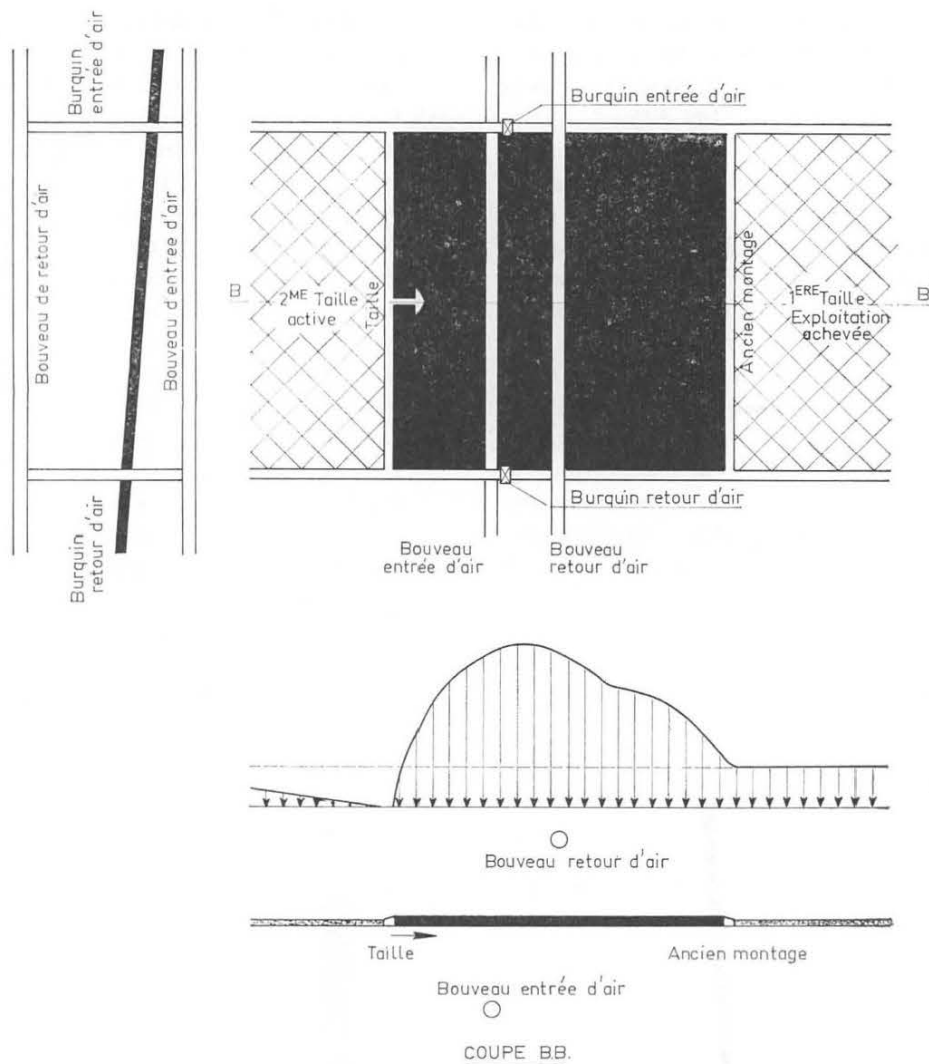 Burquin
entrée d'air
Bouveau de retour d'air
Bouveau d'entree d'air
Burquin
retour d'air
Burquin entrée d'air
B
2ME Taille
active
Taille
Ancien montage
1ERE Taille
Exploitation
achevée
B
Burquin retour d'air
Bouveau
entrée d'air
Bouveau
retour d'air
Bouveau retour d'air
Taille
Ancien montage
Bouveau entrée d'air
COUPE B.B.